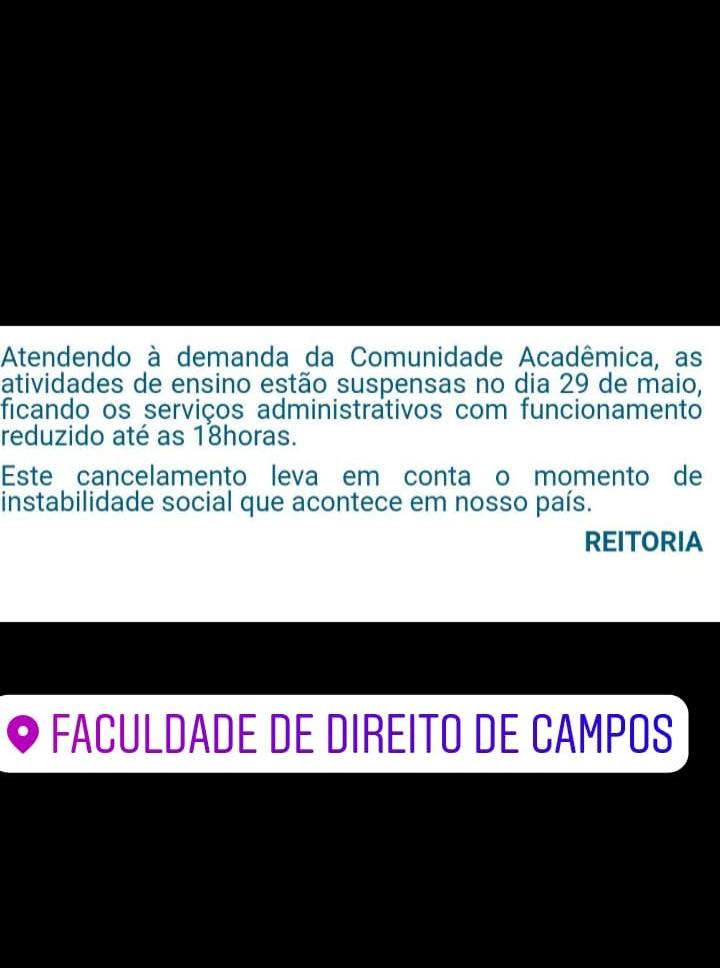 Atendendo à demanda da Comunidade Acadêmica, as
atividades de ensino estão suspensas no dia 29 de maio,
ficando os serviços administrativos com funcionamento
reduzido até as 18horas.
Este cancelamento leva em conta o momento de
instabilidade social que acontece em nosso país.
REITORIA
FACULDADE DE DIREITO DE CAMPOS